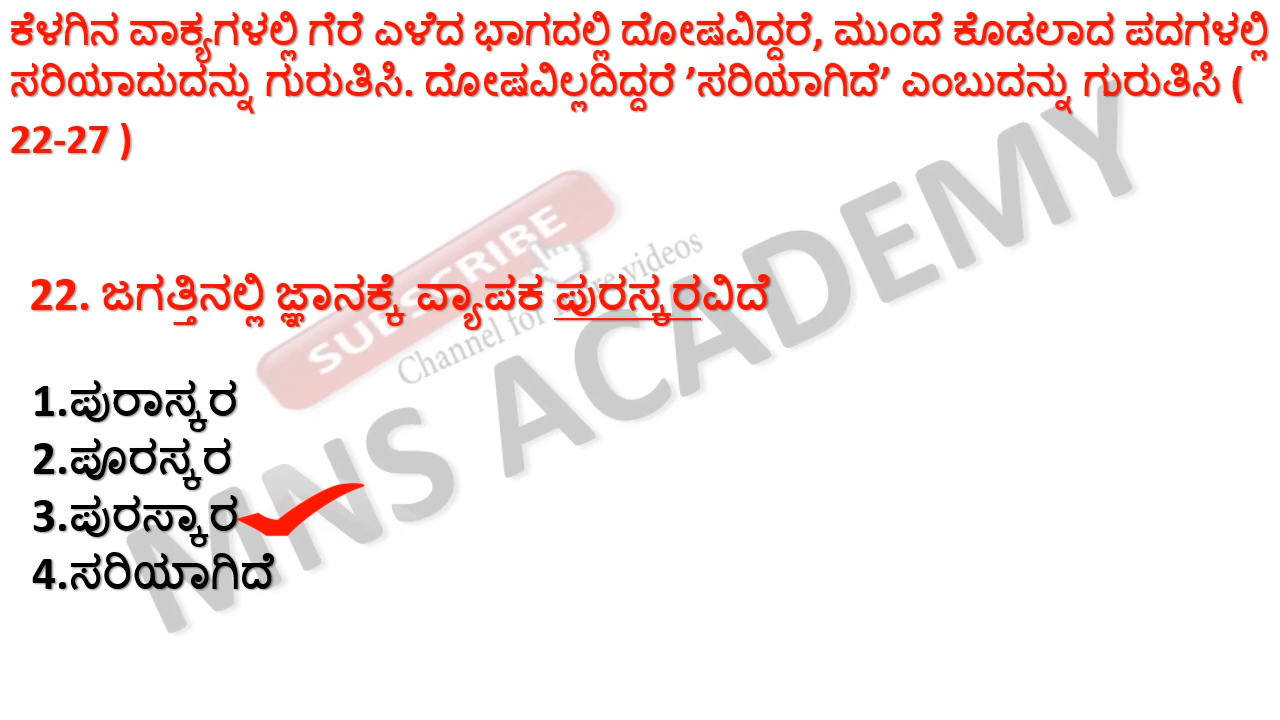 ಕೆಳಗಿನ ವಾಕ್ಯಗಳಲ್ಲಿ ಗೆರೆ ಎಳೆದ ಭಾಗದಲ್ಲಿ ದೋಷವಿದ್ದರೆ, ಮುಂದೆ ಕೊಡಲಾದ ಪದಗಳಲ್ಲಿ
ಸರಿಯಾದುದನ್ನು ಗುರುತಿಸಿ. ದೋಷವಿಲ್ಲದಿದ್ದರೆ ’ಸರಿಯಾಗಿದೆ’ ಎಂಬುದನ್ನು ಗುರುತಿಸಿ (
22-27 )
SUBSCRIBE
Channel for more videos
MNS ACADEMY
22. ಜಗತ್ತಿನಲ್ಲಿ ಜ್ಞಾನಕ್ಕೆ ವ್ಯಾಪಕ ಪುರಸ್ಕರವಿದೆ
1.ಪುರಾಸ್ಕರ
2.ಪೂರಸ್ಕರ
3.ಪುರಸ್ಕಾರ
4.ಸರಿಯಾಗಿದೆ